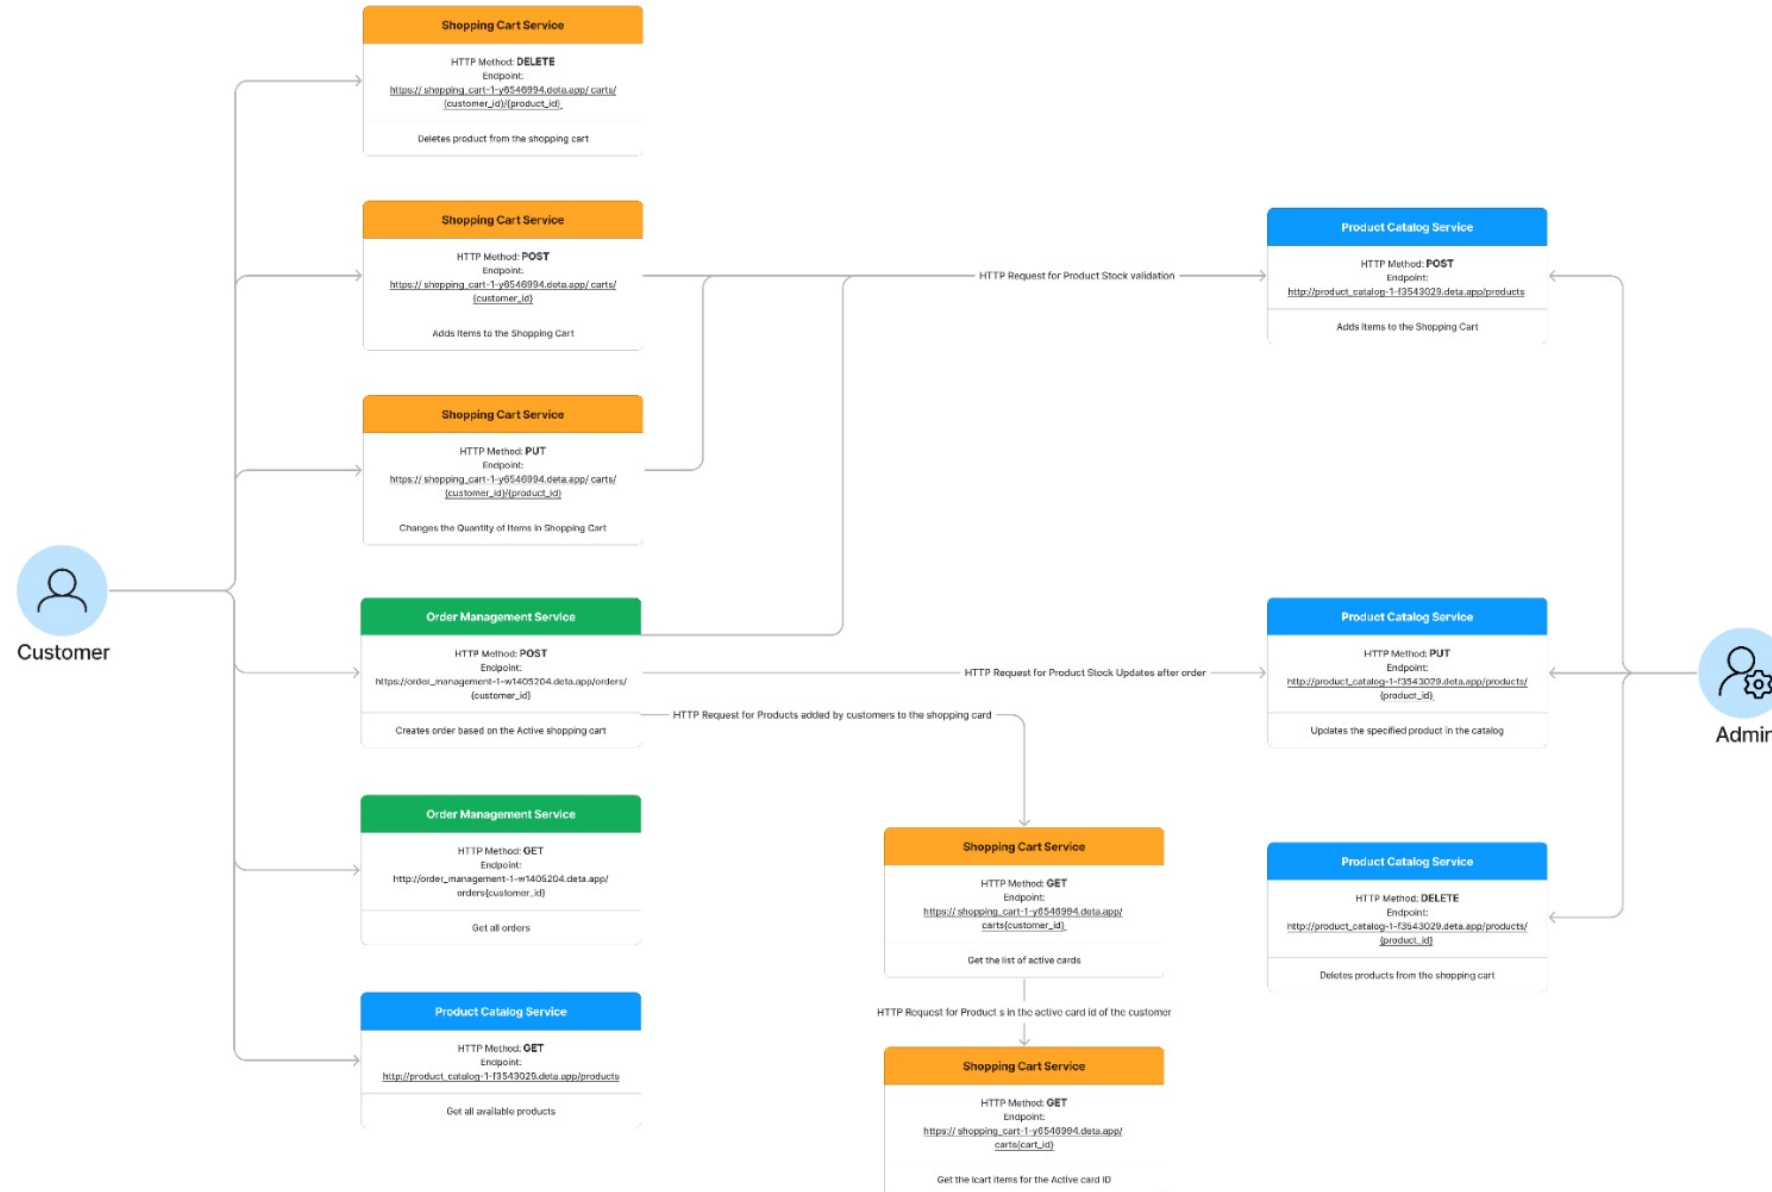 Shopping Cart Service
HTTP Method: DELETE
Endpoint:
https:// shopping_cart-1-y6546994.deta.app/ carts/
{customer_id}/{product_id}
Deletes product from the shopping cart
Shopping Cart Service
HTTP Method: POST
Endpoint:
https:// shopping_cart-1-y6546994.deta.app/ carts/
{customer_id}
Adds Items to the Shopping Cart
HTTP Request for Product Stock validation
Product Catalog Service
HTTP Method: POST
Endpoint:
http://product_catalog-1-f3543029.deta.app/products
Adds Items to the Shopping Cart
Shopping Cart Service
HTTP Method: PUT
Endpoint:
https:// shopping_cart-1-y6546994.deta.app/ carts/
{customer_id}/{product_id}
Changes the Quantity of Items in Shopping Cart
Customer
Order Management Service
HTTP Method: POST
Endpoint:
https://order_management-1-w1405204.deta.app/orders/
{customer_id}
Creates order based on the Active shopping cart
HTTP Request for Product Stock Updates after order
HTTP Request for Products added by customers to the shopping card
Product Catalog Service
HTTP Method: PUT
Endpoint:
http://product_catalog-1-f3543029.deta.app/products/
{product_id}
Updates the specified product in the catalog
Admin
Order Management Service
HTTP Method: GET
Endpoint:
http://order_management-1-w1405204.deta.app/
orders{customer_id}
Get all orders
Shopping Cart Service
HTTP Method: GET
Endpoint:
https:// shopping_cart-1-y6546994.deta.app/
carts{customer_id}
Get the list of active cards
Product Catalog Service
HTTP Method: DELETE
Endpoint:
http://product_catalog-1-f3543029.deta.app/products/
{product_id}
Deletes products from the shopping cart
HTTP Request for Product s in the active card id of the customer
Product Catalog Service
HTTP Method: GET
Endpoint:
http://product_catalog-1-f3543029.deta.app/products
Get all available products
Shopping Cart Service
HTTP Method: GET
Endpoint:
https:// shopping_cart-1-y6546994.deta.app/
carts{cart_id}
Get the lcart items for the Active card ID